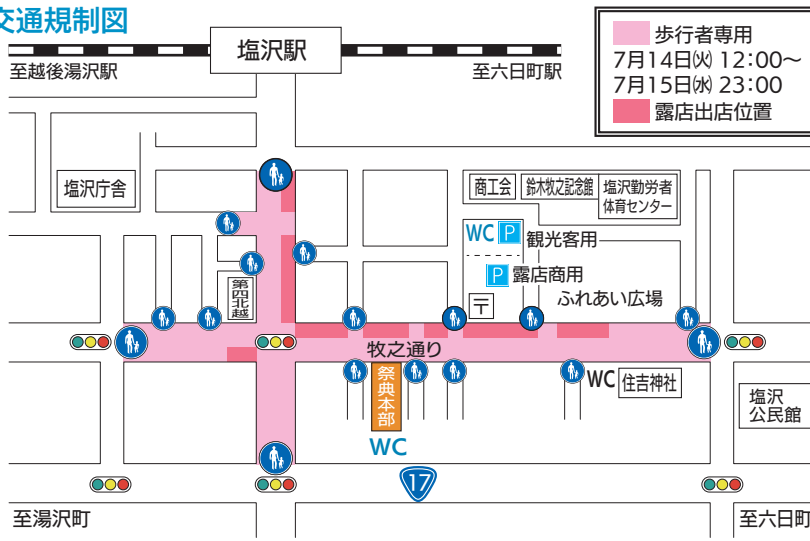 交通規制図
塩沢駅
至越後湯沢駅
至六日町駅
歩行者専用
7月14日㈫ 12:00～
7月15日㈬ 23:00
露店出店位置
塩沢庁舎
商工会
鈴木牧之記念館
塩沢勤労者
体育センター
WC P 観光客用
P 露店商用
第四北越
〒
ふれあい広場
牧之通り
祭典本部
WC
WC 住吉神社
塩沢
公民館
17
至湯沢町
至六日町